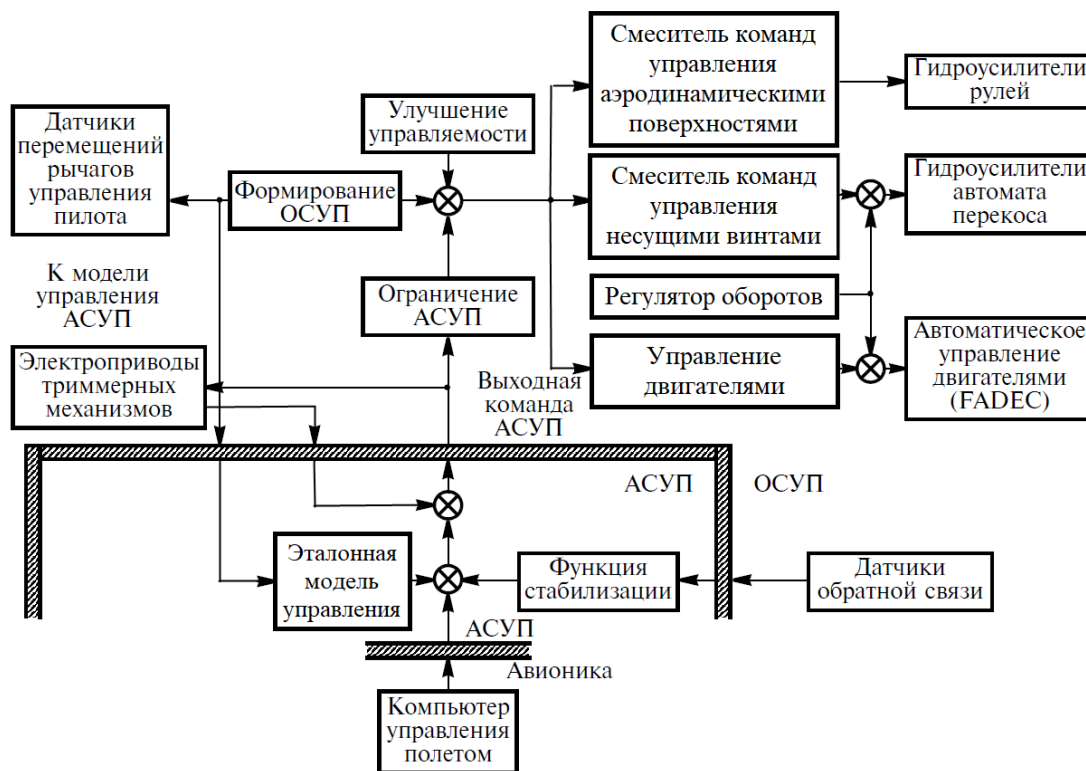 Датчики
перемещений
рычагов
управления
пилота
Улучшение
управляемости
Формирование
ОСУП
Смеситель команд
управления
аэродинамическими
поверхностями
Гидроусилители
рулей
Смеситель команд
управления
несущими винтами
Гидроусилители
автомата
перекоса
К модели
управления
АСУП
Ограничение
АСУП
Регулятор оборотов
Электроприводы
триммерных
механизмов
Выходная
команда
АСУП
Управление
двигателями
Автоматическое
управление
двигателями
(FADEC)
АСУП
ОСУП
Эталонная
модель
управления
Функция
стабилизации
Датчики
обратной связи
АСУП
Авионика
Компьютер
управления
полетом